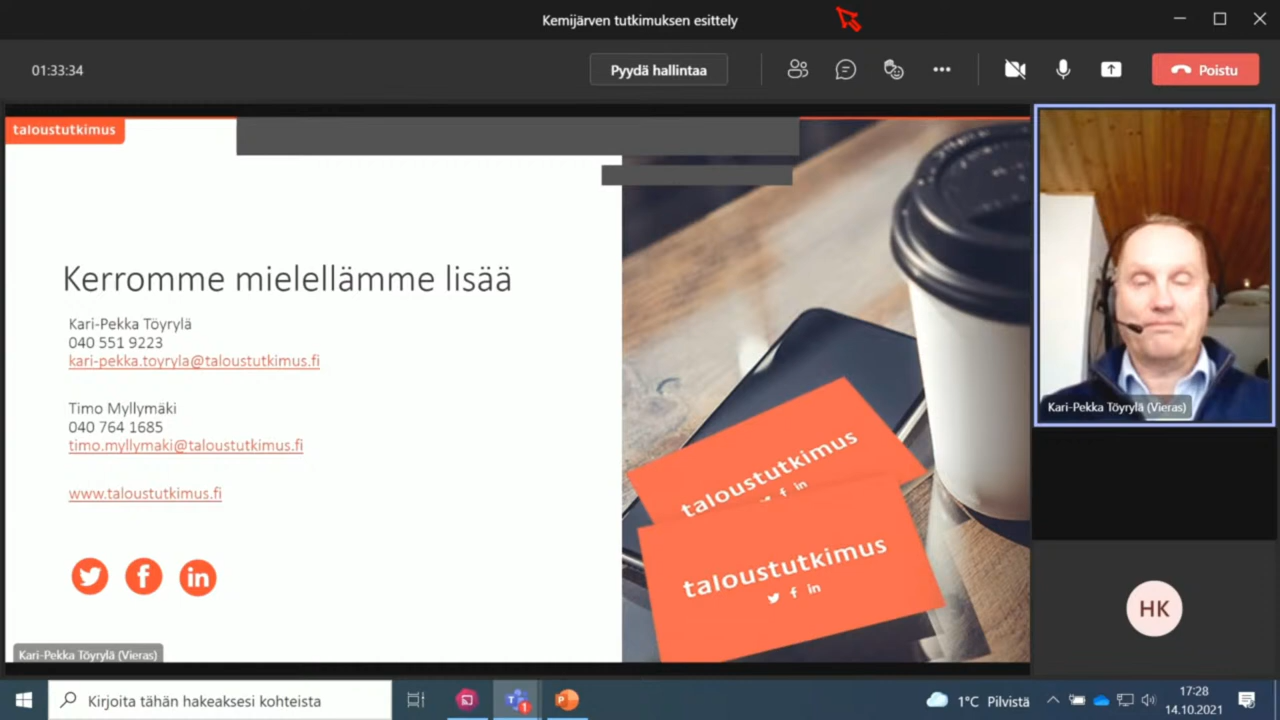 Kemijärven tutkimuksen esittely
01:33:34
Pyydä hallintaa
Poistu
taloustutkimus
Kerromme mielellämme lisää
Kari-Pekka Töyrylä
040 551 9223
kari-pekka.toyryla@taloustutkimus.fi
Timo Myllymäki
040 764 1685
timo.myllymaki@taloustutkimus.fi
www.taloustutkimus.fi
taloustutkimus
taloustutkimus
Kari-Pekka Töyrylä (Vieras)
Kari-Pekka Töyrylä (Vieras)
HK
Kirjoita tähän hakeaksesi kohteista
1
1°C Pilvistä
17:28
14.10.2021